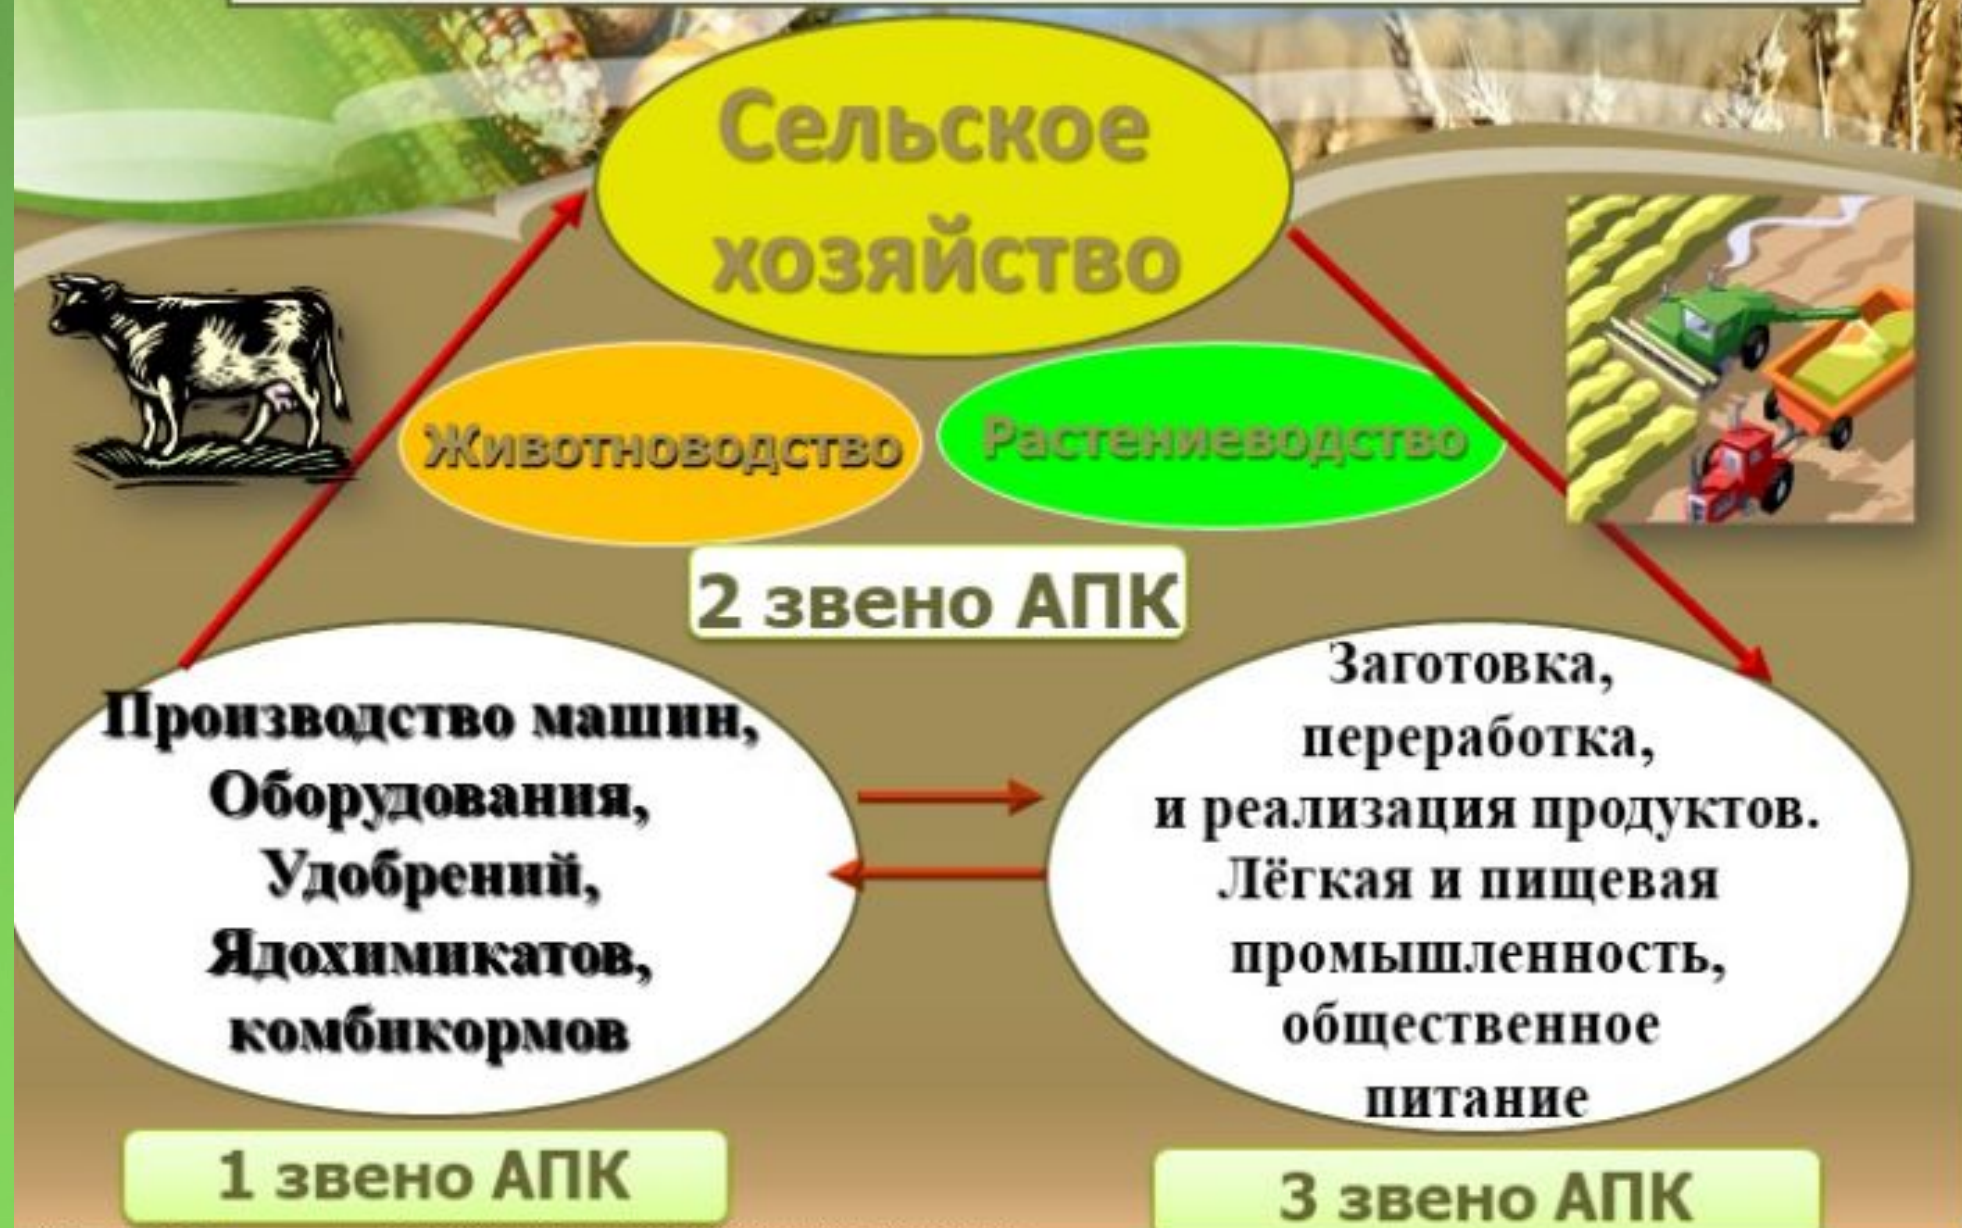 Сельское
хозяйство
Животноводство
Растениеводство
2 звено АПК
Производство машин,
Оборудования,
Удобрений,
Ядохимикатов,
комбикормов
1 звено АПК
Заготовка,
переработка,
и реализация продуктов.
Лёгкая и пищевая
промышленность,
общественное
питание
3 звено АПК